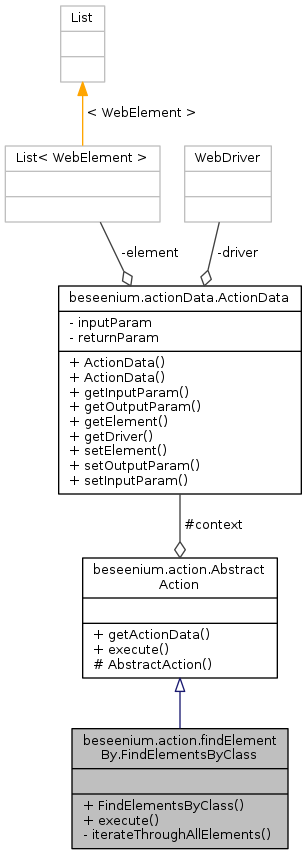 List
< WebElement >
List< WebElement >
WebDriver
-element
-driver
beseenium.actionData.ActionData
- inputParam
- returnParam
+ ActionData()
+ ActionData()
+ getInputParam()
+ getOutputParam()
+ getElement()
+ getDriver()
+ setElement()
+ setOutputParam()
+ setInputParam()
#context
beseenium.action.Abstract
Action
+ getActionData()
+ execute()
# AbstractAction()
beseenium.action.findElement
By.FindElementsByClass
+ FindElementsByClass()
+ execute()
- iterateThroughAllElements()